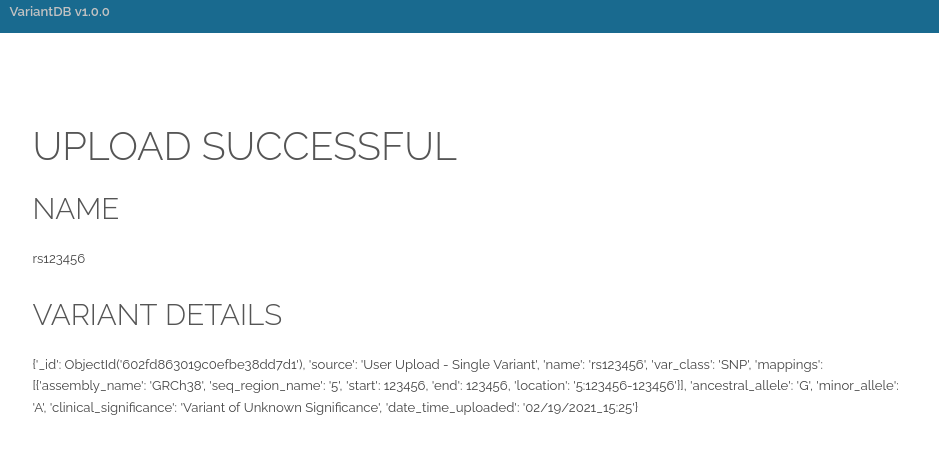 VariantDB v1.0.0
UPLOAD SUCCESSFUL
NAME
rs123456
VARIANT DETAILS
{'_id': ObjectId('602fd863019c0efbe38dd7d1'), 'source': 'User Upload - Single Variant', 'name': 'rs123456', 'var_class': 'SNP', 'mappings':
[{'assembly_name': 'GRCh38', 'seq_region_name': '5', 'start': 123456, 'end': 123456, 'location': '5:123456-123456'}], 'ancestral_allele': 'G', 'minor_allele':
'A', 'clinical_significance': 'Variant of Unknown Significance', 'date_time_uploaded': '02/19/2021_15:25'}